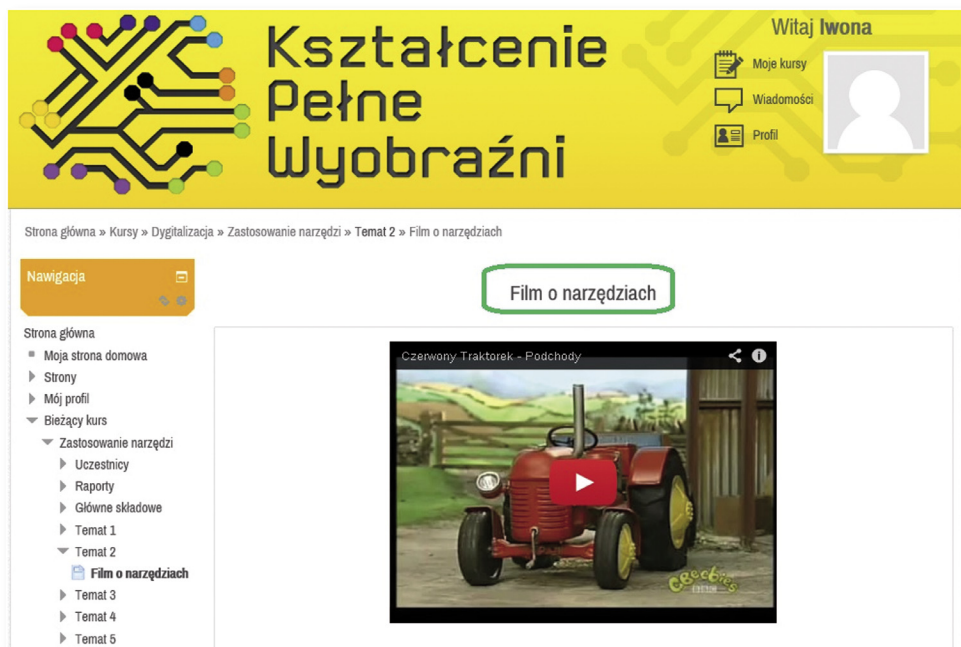 Kształcenie
Pełne
Wyobraźni
Witaj Iwona
Moje kursy
Wiadomości
Profil
Strona główna » Kursy » Dygitalizacja » Zastosowanie narzędzi » Temat 2 » Film o narzędziach
Nawigacja
Strona główna
Moja strona domowa
Strony
Mój profil
Bieżący kurs
Zastosowanie narzędzi
Uczestnicy
Raporty
Główne składowe
Temat 1
Temat 2
Film o narzędziach
Temat 3
Temat 4
Temat 5
Film o narzędziach
Czerwony Traktorek - Podchody
CBeebies